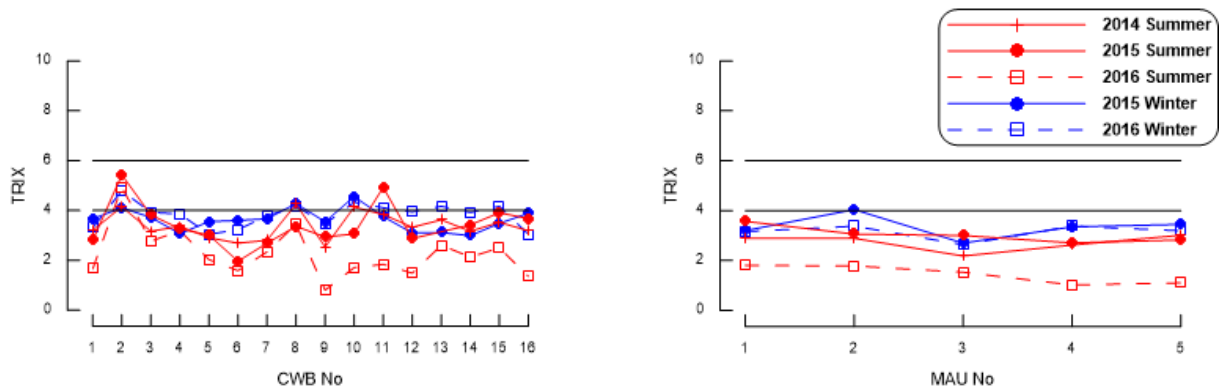 2014 Summer
2015 Summer
2016 Summer
2015 Winter
2016 Winter
10
8
6
4
2
0
TRIX
1 2 3 4 5 6 7 8 9 10 11 12 13 14 15 16
CWB No
10
8
6
4
2
0
TRIX
1 2 3 4 5
MAU No